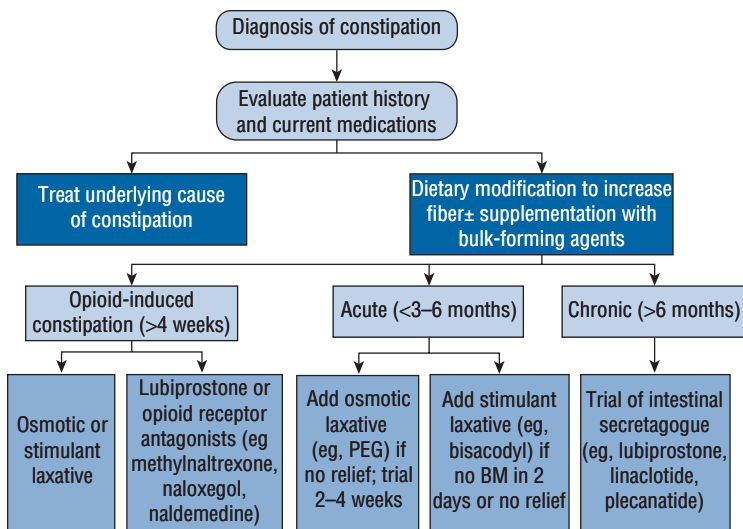 Diagnosis of constipation
Evaluate patient history
and current medications
Treat underlying cause
of constipation
Dietary modification to increase
fiber± supplementation with
bulk-forming agents
Opioid-induced
constipation (>4 weeks)
Acute (<3–6 months)
Chronic (>6 months)
Osmotic or
stimulant
laxative
Lubiprostone or
opioid receptor
antagonists (eg
methylnaltrexone,
naloxegol,
naldemedine)
Add osmotic
laxative
(eg, PEG) if
no relief; trial
2–4 weeks
Add stimulant
laxative (eg,
bisacodyl) if
no BM in 2
days or no relief
Trial of intestinal
secretagogue
(eg, lubiprostone,
linaclotide,
plecanatide)